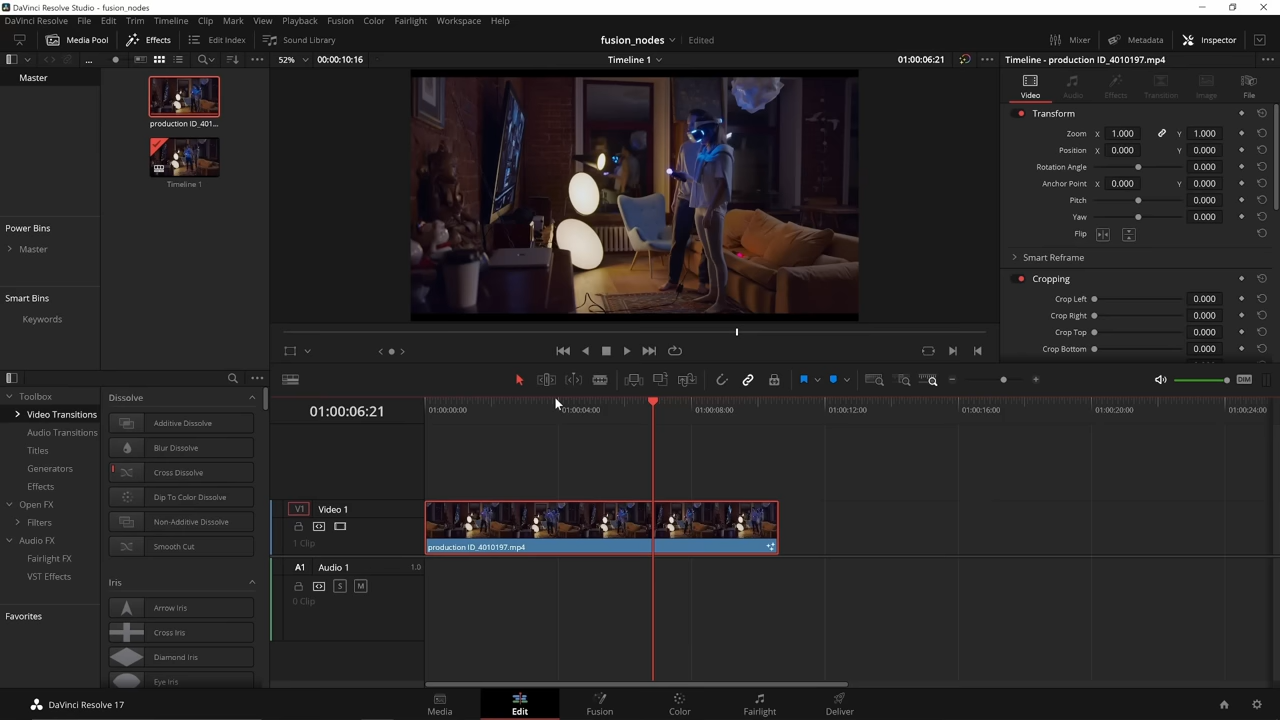 DaVinci Resolve Studio - fusion_nodes
DaVinci Resolve File Edit Trim Timeline Clip Mark View Playback Fusion Color Fairlight Workspace Help
Media Pool Effects Edit Index Sound Library fusion_nodes Edited Mixer Metadata Inspector
... 52% 00:00:10:16 Timeline 1 01:00:06:21 Timeline - production ID_4010197.mp4
Master
Video Audio Effects Transition Image File
production ID_401...
Timeline 1
Power Bins
Master
Smart Bins
Keywords
Transform
Zoom X 1.000 Y 1.000
Position X 0.000 Y 0.000
Rotation Angle 0.000
Anchor Point X 0.000 Y 0.000
Pitch 0.000
Yaw 0.000
Flip
Smart Reframe
Cropping
Crop Left 0.000
Crop Right 0.000
Crop Top 0.000
Crop Bottom 0.000
DIM
Toolbox
Video Transitions
Audio Transitions
Titles
Generators
Effects
Open FX
Filters
Audio FX
Fairlight FX
VST Effects
Favorites
Dissolve
Additive Dissolve
Blur Dissolve
Cross Dissolve
Dip To Color Dissolve
Non-Additive Dissolve
Smooth Cut
Iris
Arrow Iris
Cross Iris
Diamond Iris
Eye Iris
01:00:06:21
01:00:00:00 01:00:04:00 01:00:08:00 01:00:12:00 01:00:16:00 01:00:20:00 01:00:24:00
V1 Video 1
1 Clip
production ID_4010197.mp4
A1 Audio 1 1.0
S M
0 Clip
DaVinci Resolve 17
Media Edit Fusion Color Fairlight Deliver